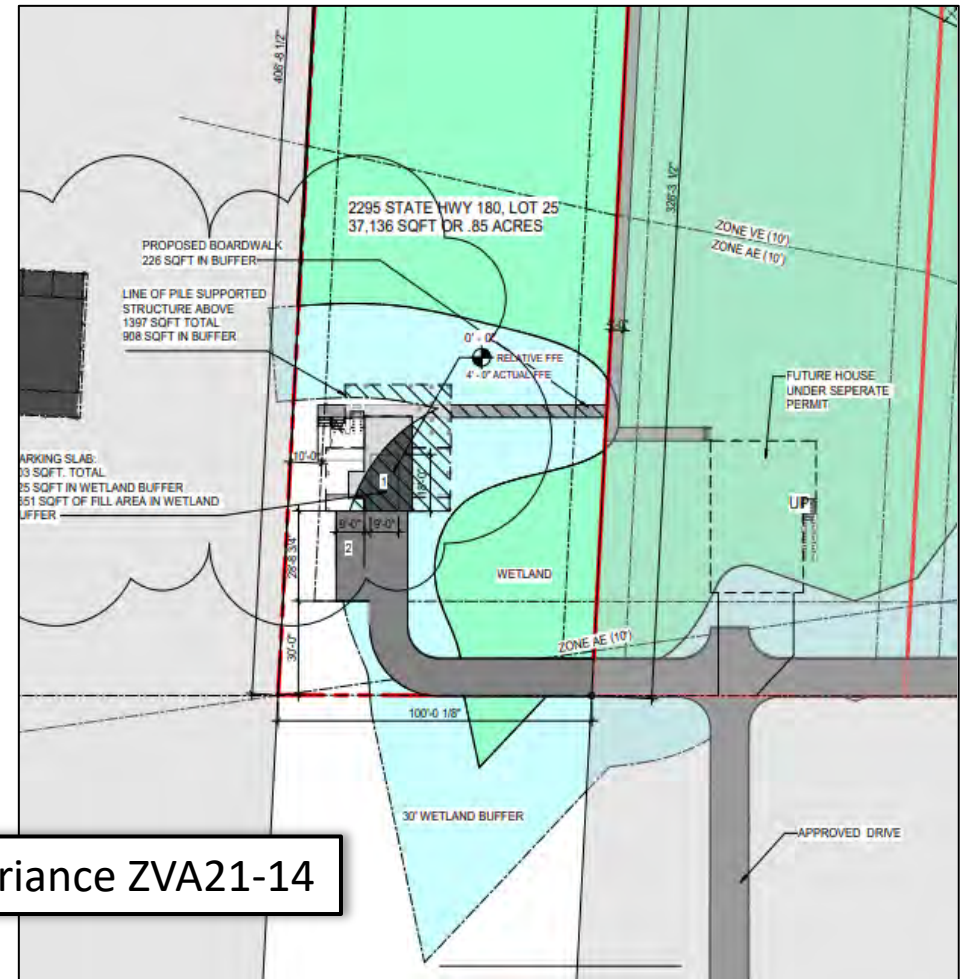 406'-8 1/2"
2295 STATE HWY 180, LOT 25
37,136 SQFT OR .85 ACRES
326'-3 1/2"
ZONE VE (10')
ZONE AE (10')
PROPOSED BOARDWALK
226 SQFT IN BUFFER
LINE OF PILE SUPPORTED
STRUCTURE ABOVE
1397 SQFT TOTAL
908 SQFT IN BUFFER
0' - 0"
RELATIVE FFE
4' - 0" ACTUAL FFE
FUTURE HOUSE
UNDER SEPERATE
PERMIT
ARKING SLAB:
03 SQFT. TOTAL
25 SQFT IN WETLAND BUFFER
551 SQFT OF FILL AREA IN WETLAND
UFFER
10'-0"
1
UP
9'-0"
9'-0"
2
28'-8 3/4"
WETLAND
30'-0"
ZONE AE (10')
100'-0 1/8"
30' WETLAND BUFFER
APPROVED DRIVE
riance ZVA21-14